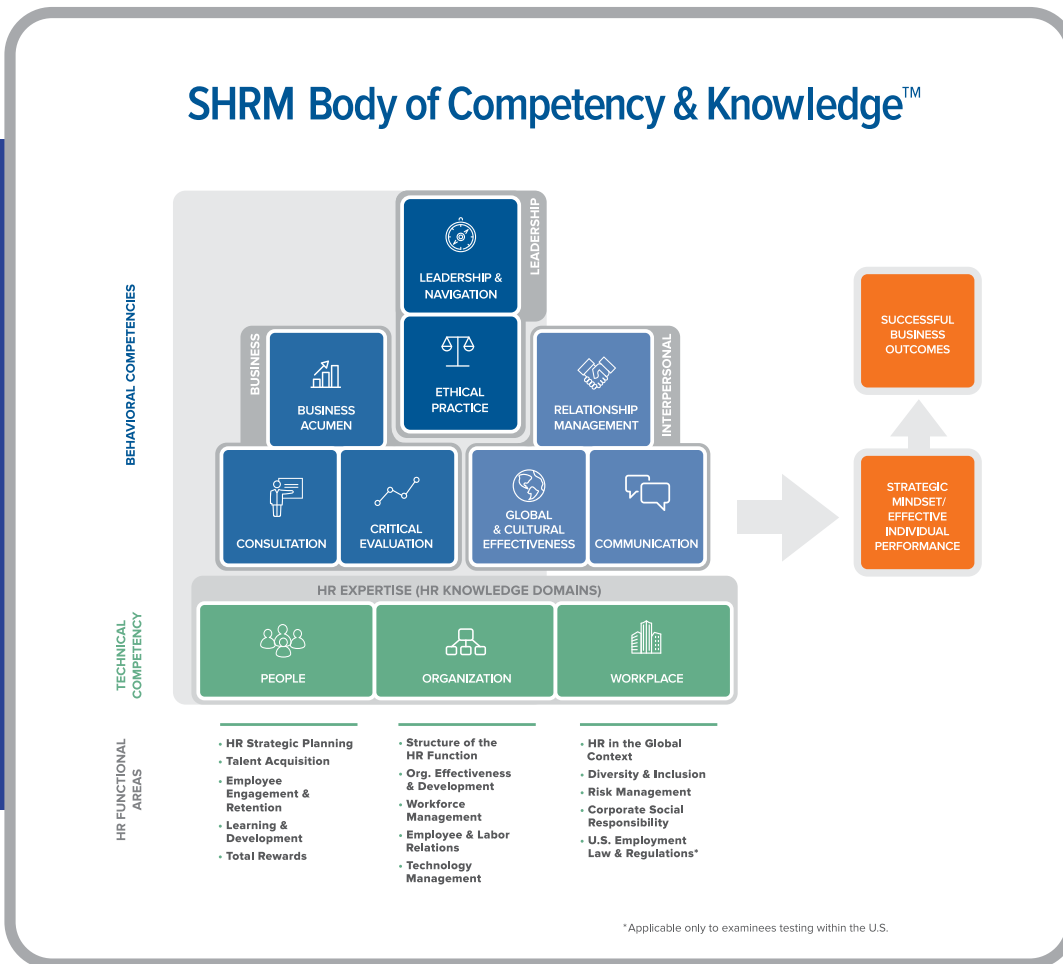 SHRM Body of Competency & Knowledge™
BEHAVIORAL COMPETENCIES
LEADERSHIP
LEADERSHIP &
NAVIGATION
ETHICAL
PRACTICE
BUSINESS
BUSINESS
ACUMEN
CONSULTATION
CRITICAL
EVALUATION
INTERPERSONAL
RELATIONSHIP
MANAGEMENT
GLOBAL
& CULTURAL
EFFECTIVENESS
COMMUNICATION
SUCCESSFUL
BUSINESS
OUTCOMES
STRATEGIC
MINDSET/
EFFECTIVE
INDIVIDUAL
PERFORMANCE
TECHNICAL
COMPETENCY
HR EXPERTISE (HR KNOWLEDGE DOMAINS)
PEOPLE
ORGANIZATION
WORKPLACE
HR FUNCTIONAL
AREAS
• HR Strategic Planning
• Talent Acquisition
• Employee
Engagement &
Retention
• Learning &
Development
• Total Rewards
• Structure of the
HR Function
• Org. Effectiveness
& Development
• Workforce
Management
• Employee & Labor
Relations
• Technology
Management
• HR in the Global
Context
• Diversity & Inclusion
• Risk Management
• Corporate Social
Responsibility
• U.S. Employment
Law & Regulations*
*Applicable only to examinees testing within the U.S.